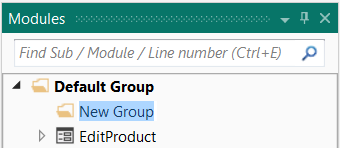 Modules
Find Sub / Module / Line number (Ctrl+E)
Default Group
New Group
EditProduct